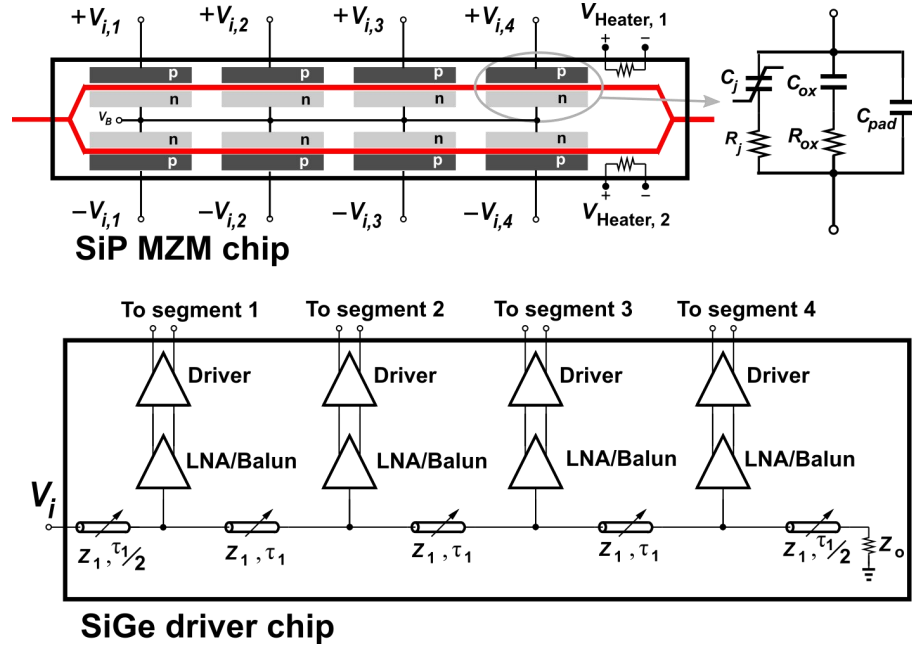 +V_{i,1} +V_{i,2} +V_{i,3} +V_{i,4} V_{Heater, 1}
+ −
p p p p
n n n n
V_B
n n n n
p p p p
+ −
−V_{i,1} −V_{i,2} −V_{i,3} −V_{i,4} V_{Heater, 2}
C_j C_{ox} C_{pad}
R_j R_{ox}
SiP MZM chip
To segment 1 To segment 2 To segment 3 To segment 4
Driver Driver Driver Driver
LNA/Balun LNA/Balun LNA/Balun LNA/Balun
V_i
Z_1, τ_1/2 Z_1, τ_1 Z_1, τ_1 Z_1, τ_1 Z_1, τ_1/2 Z_o
SiGe driver chip